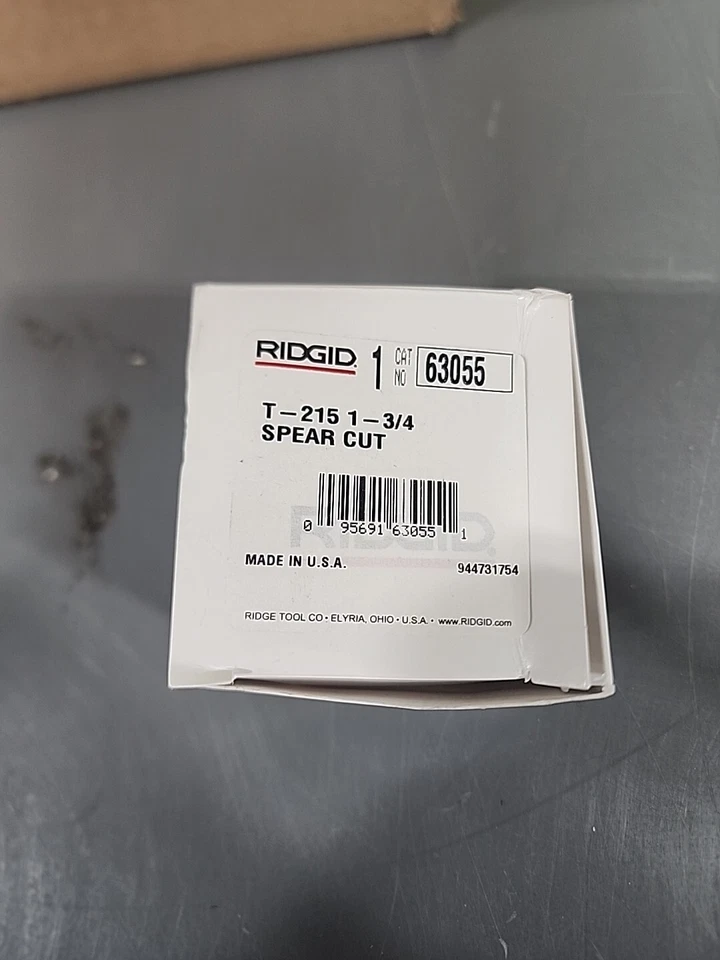 RIDGID 1 CAT NO 63055
T-215 1-3/4
SPEAR CUT
RIDGID
0 95691 63055 1
MADE IN U.S.A. 944731754
RIDGE TOOL CO • ELYRIA, OHIO • U.S.A. • www.RIDGID.com